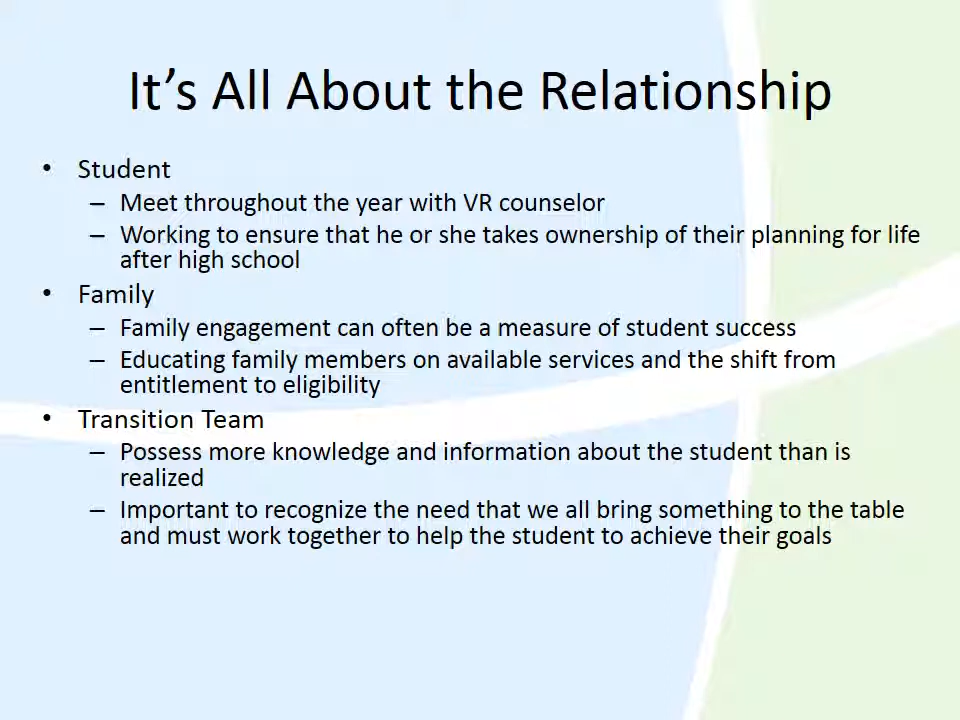 It’s All About the Relationship
• Student
– Meet throughout the year with VR counselor
– Working to ensure that he or she takes ownership of their planning for life
after high school
• Family
– Family engagement can often be a measure of student success
– Educating family members on available services and the shift from
entitlement to eligibility
• Transition Team
– Possess more knowledge and information about the student than is
realized
– Important to recognize the need that we all bring something to the table
and must work together to help the student to achieve their goals